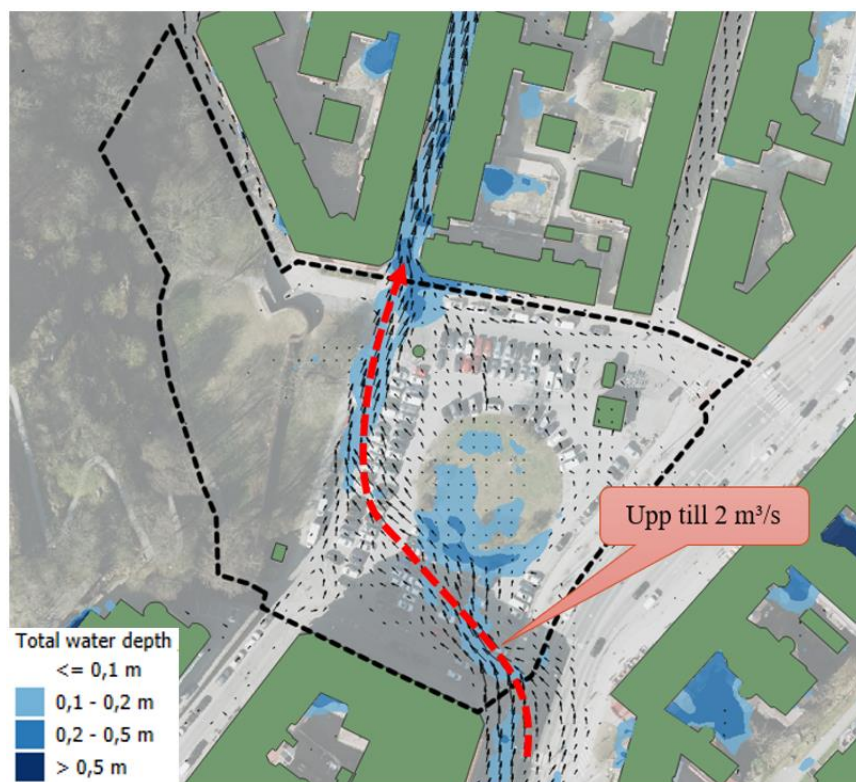 Upp till 2 m³/s
Total water depth
<= 0,1 m
0,1 - 0,2 m
0,2 - 0,5 m
> 0,5 m